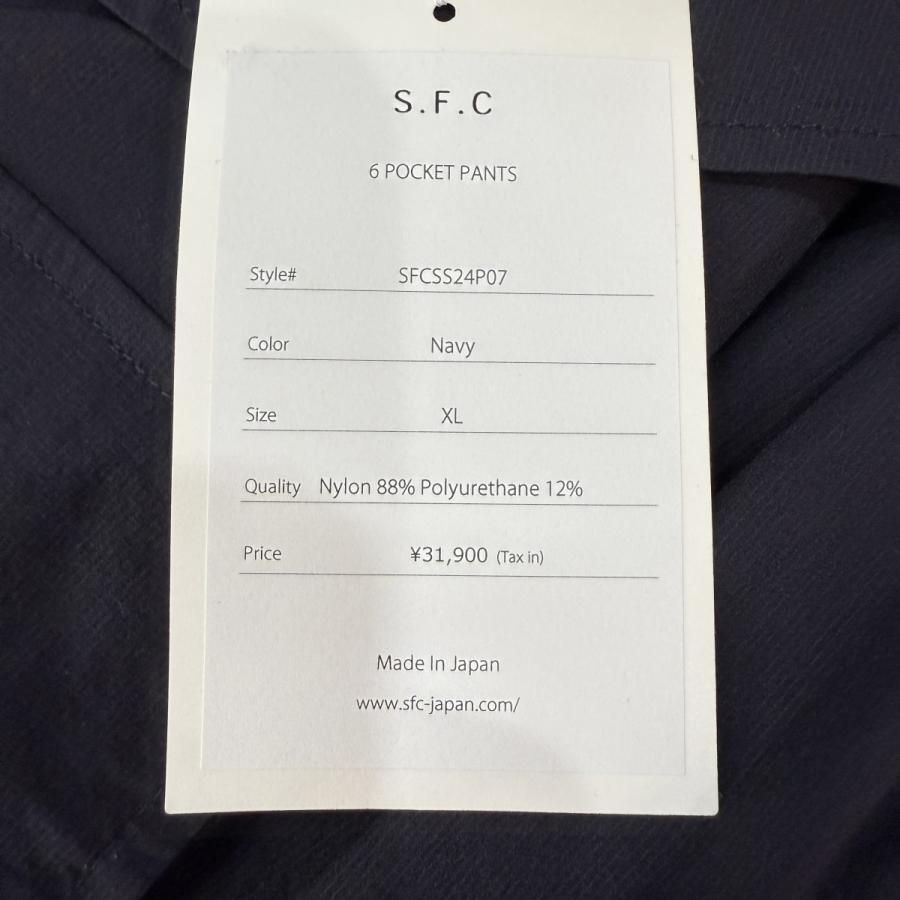 S.F.C
6 POCKET PANTS
Style# SFCSS24P07
Color Navy
Size XL
Quality Nylon 88% Polyurethane 12%
Price ¥31,900 (Tax in)
Made In Japan
www.sfc-japan.com/